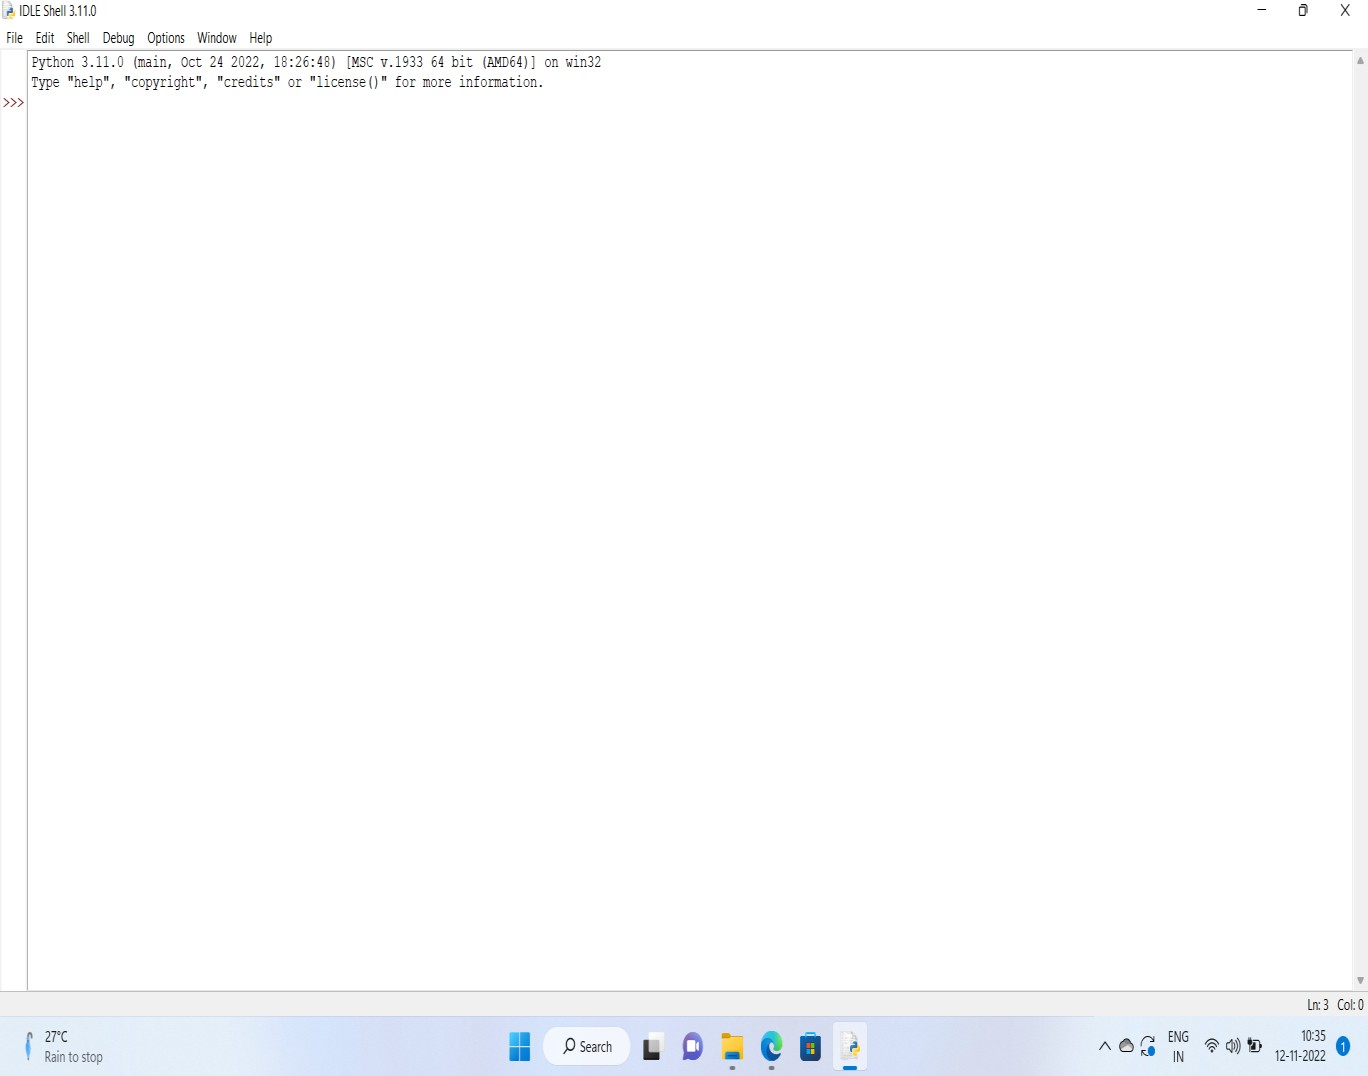 IDLE Shell 3.11.0
File Edit Shell Debug Options Window Help
Python 3.11.0 (main, Oct 24 2022, 18:26:48) [MSC v.1933 64 bit (AMD64)] on win32
Type "help", "copyright", "credits" or "license()" for more information.
>>>
Ln: 3 Col: 0
27°C
Rain to stop
Search
ENG
IN
10:35
12-11-2022
1